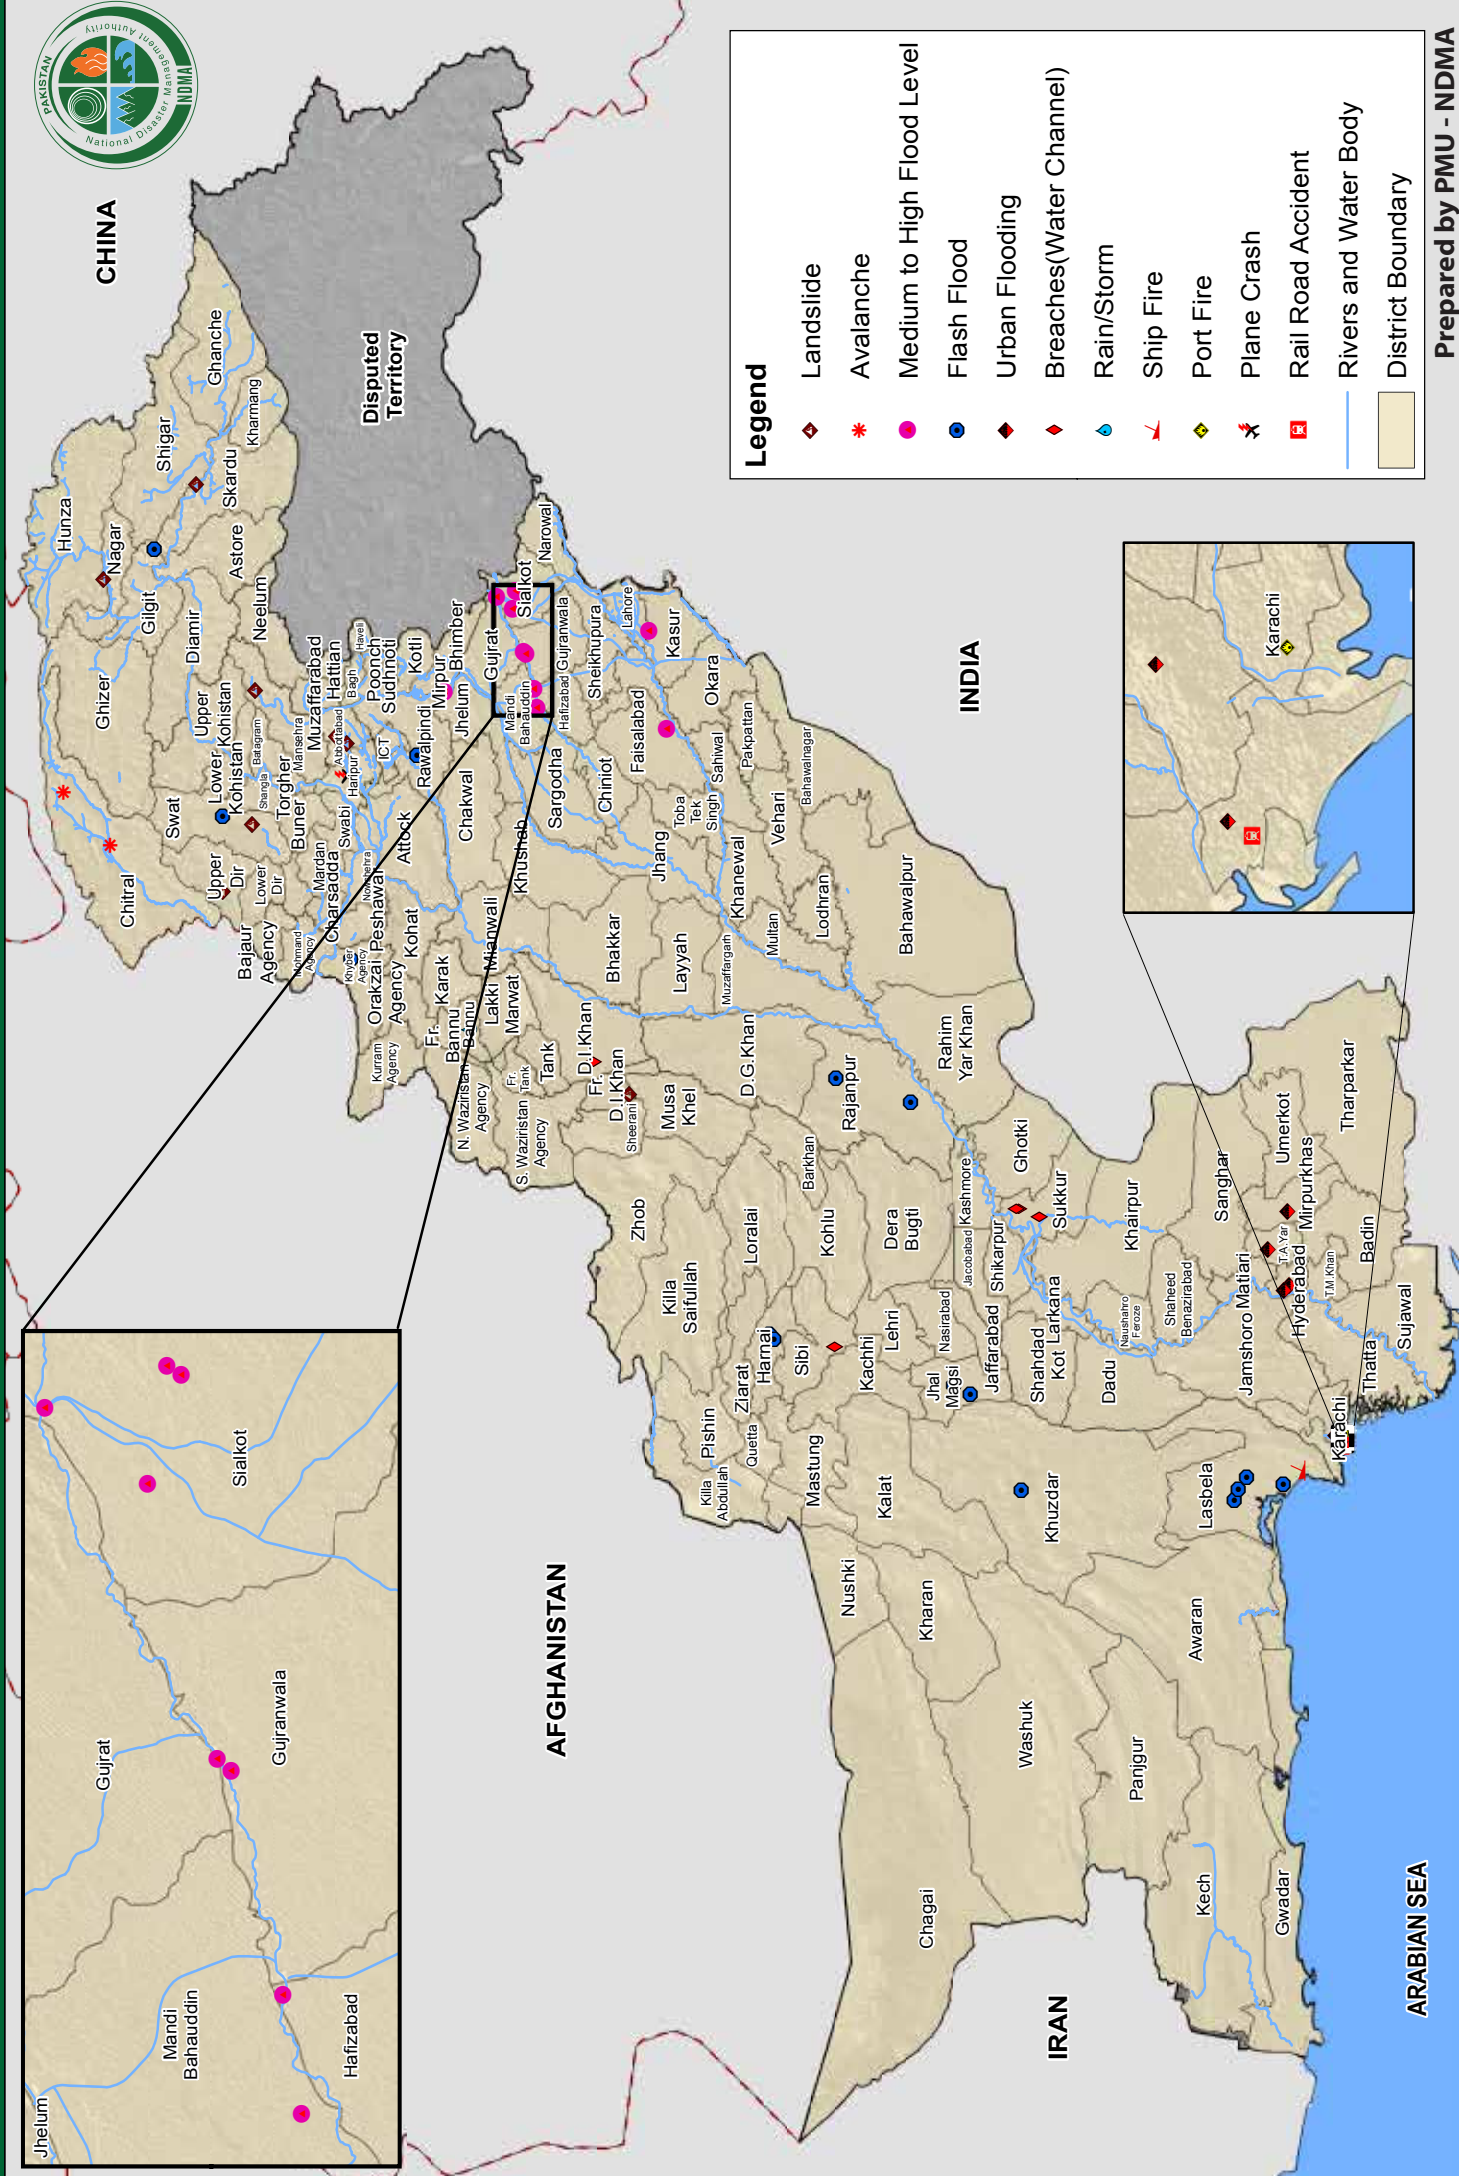 PAKISTAN
National Disaster Management Authority
NDMA
CHINA
Disputed
Territory
INDIA
AFGHANISTAN
IRAN
ARABIAN SEA
Legend
Landslide
Avalanche
Medium to High Flood Level
Flash Flood
Urban Flooding
Breaches(Water Channel)
Rain/Storm
Ship Fire
Port Fire
Plane Crash
Rail Road Accident
Rivers and Water Body
District Boundary
Prepared by PMU - NDMA
Jhelum
Mandi
Bahauddin
Hafizabad
Gujrat
Gujranwala
Sialkot
Karachi
Hunza
Nagar
Shigar
Ghanche
Kharmang
Skardu
Gilgit
Astore
Ghizer
Diamir
Neelum
Chitral
Swat
Upper
Kohistan
Lower
Kohistan
Batagram
Shangla
Torgher
Mansehra
Buner
Upper
Dir
Lower
Dir
Bajaur
Agency
Mohmand
Agency
Mardan
Charsadda
Swabi
Haripur
Abbottabad
Muzaffarabad
Hattian
Bagh
Haveli
Poonch
Sudhnoti
Kotli
Mirpur
Bhimber
ICT
Rawalpindi
Attock
Nowshehra
Peshawar
Khyber
Agency
Orakzai
Agency
Kohat
Kurram
Agency
Karak
Fr.
Bannu
Bannu
Lakki
Marwat
N. Waziristan
Agency
S. Waziristan
Agency
Fr.
Tank
Tank
D.I.Khan
Fr.
D.I.Khan
Sheerani
Mianwali
Chakwal
Jhelum
Gujrat
Sialkot
Narowal
Mandi
Bahauddin
Hafizabad
Gujranwala
Sheikhupura
Lahore
Kasur
Okara
Khushab
Sargodha
Chiniot
Faisalabad
Toba
Tek
Singh
Sahiwal
Pakpattan
Bahawalnagar
Jhang
Khanewal
Vehari
Bhakkar
Layyah
Muzaffargarh
Multan
Lodhran
Bahawalpur
D.G.Khan
Rajanpur
Rahim
Yar Khan
Musa
Khel
Zhob
Killa
Saifullah
Loralai
Barkhan
Kohlu
Dera
Bugti
Pishin
Killa
Abdullah
Quetta
Ziarat
Harnai
Sibi
Kachhi
Lehri
Mastung
Kalat
Jhal
Magsi
Nasirabad
Jaffarabad
Jacobabad
Kashmore
Shikarpur
Ghotki
Sukkur
Shahdad
Kot
Larkana
Khairpur
Dadu
Naushahro
Feroze
Shaheed
Benazirabad
Sanghar
Umerkot
Mirpurkhas
Tharparkar
Jamshoro
Matiari
T.A.Yar
Hyderabad
T.M.Khan
Badin
Thatta
Sujawal
Karachi
Khuzdar
Lasbela
Nushki
Kharan
Chagai
Washuk
Awaran
Panjgur
Kech
Gwadar